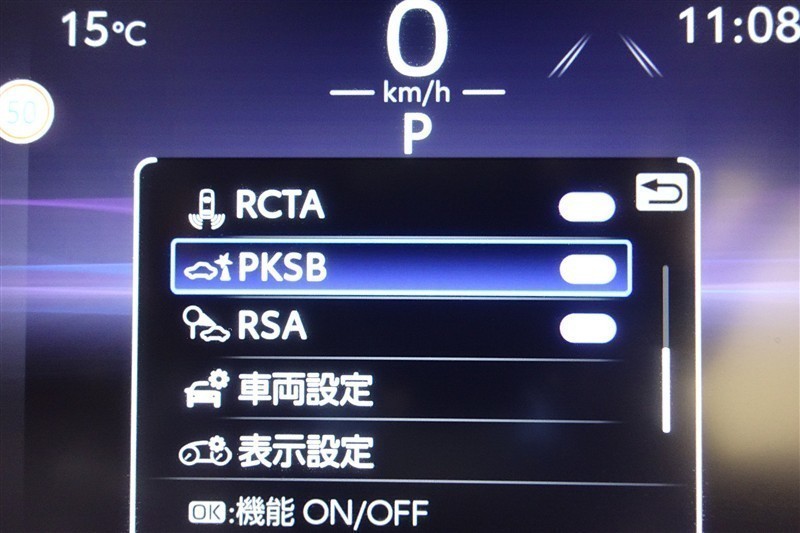 15℃
0
11:08
km/h
50
P
RCTA
PKSB
RSA
車両設定
表示設定
OK:機能 ON/OFF